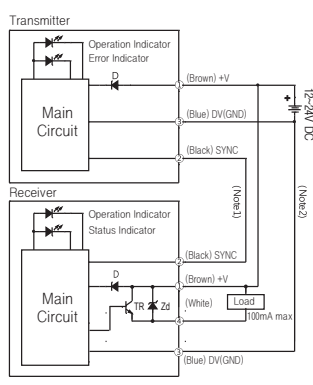 Transmitter
Operation Indicator
Error Indicator
D
Main
Circuit
① (Brown) +V
③ (Blue) DV(GND)
② (Black) SYNC
12~24V DC
+
(Note1)
(Note2)
Receiver
Operation Indicator
Status Indicator
Main
Circuit
② (Black) SYNC
D
① (Brown) +V
TR
Zd
(White)
④
Load
100mA max
③
(Blue) DV(GND)